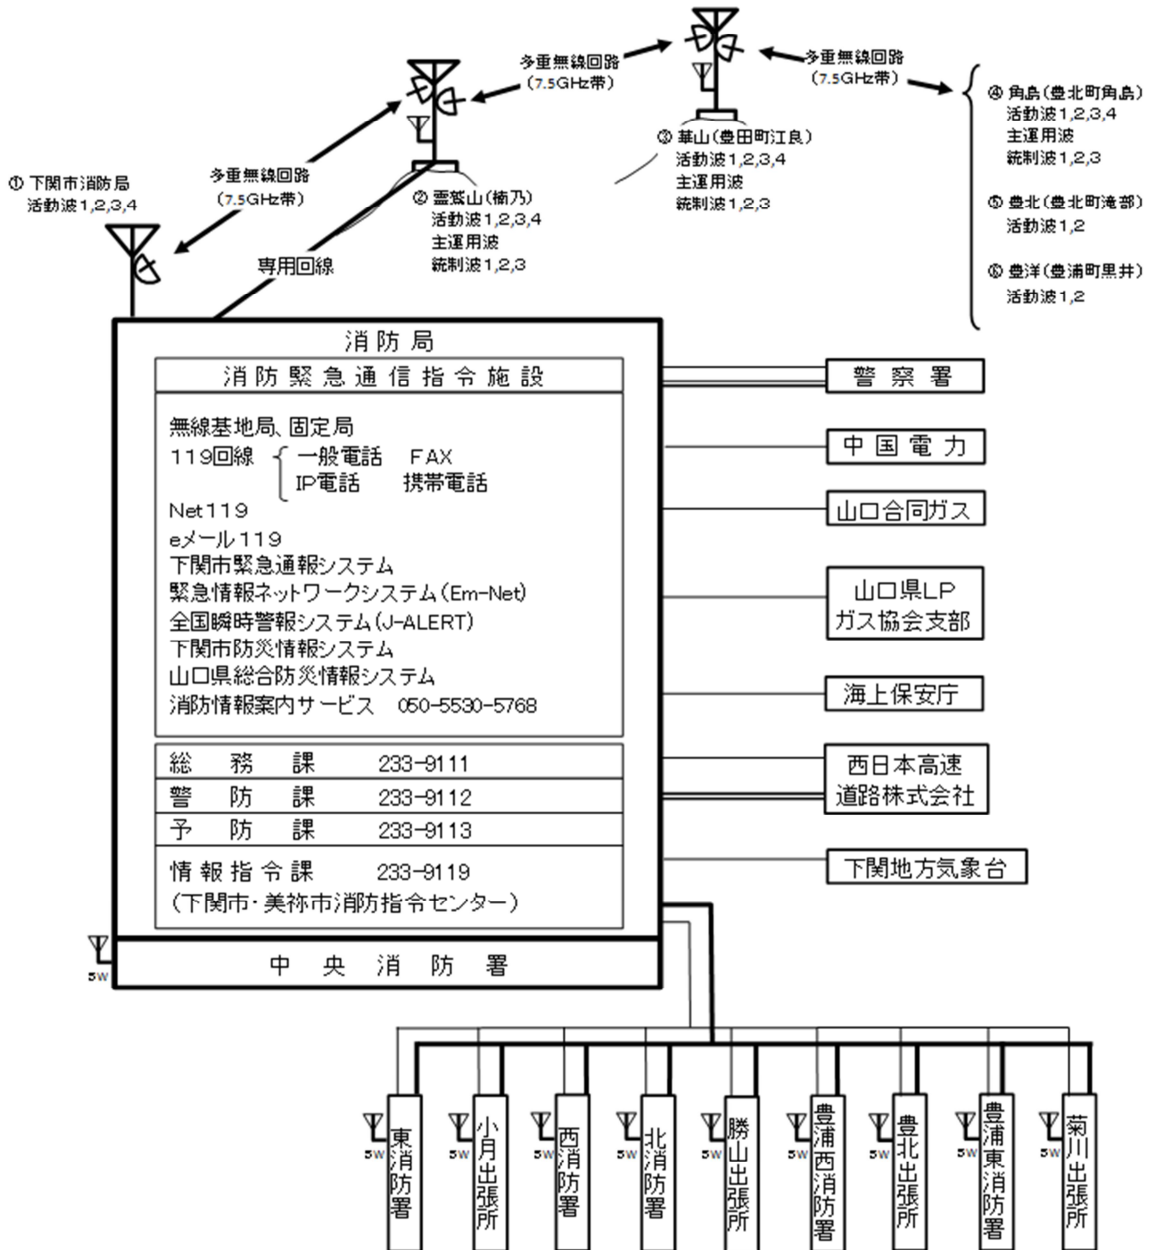 多重無線回路
(7.5GHz帯)
多重無線回路
(7.5GHz帯)
多重無線回路
(7.5GHz帯)
① 下関市消防局
活動波1,2,3,4
② 霊鷲山(楠乃)
活動波1,2,3,4
主運用波
統制波1,2,3
③ 華山(豊田町江良)
活動波1,2,3,4
主運用波
統制波1,2,3
④ 角島(豊北町角島)
活動波1,2,3,4
主運用波
統制波1,2,3
⑤ 豊北(豊北町滝部)
活動波1,2
⑥ 豊洋(豊浦町黒井)
活動波1,2
専用回線
消防局
消防緊急通信指令施設
無線基地局、固定局
119回線 一般電話 FAX
IP電話 携帯電話
Net119
eメール119
下関市緊急通報システム
緊急情報ネットワークシステム(Em-Net)
全国瞬時警報システム(J-ALERT)
下関市防災情報システム
山口県総合防災情報システム
消防情報案内サービス 050-5530-5768
総務課 233-9111
警防課 233-9112
予防課 233-9113
情報指令課 233-9119
(下関市・美祢市消防指令センター)
中央消防署
5W
警察署
中国電力
山口合同ガス
山口県LP
ガス協会支部
海上保安庁
西日本高速
道路株式会社
下関地方気象台
5W
東消防署
5W
小月出張所
5W
西消防署
5W
北消防署
5W
勝山出張所
5W
豊浦西消防署
5W
豊北出張所
5W
豊浦東消防署
5W
菊川出張所